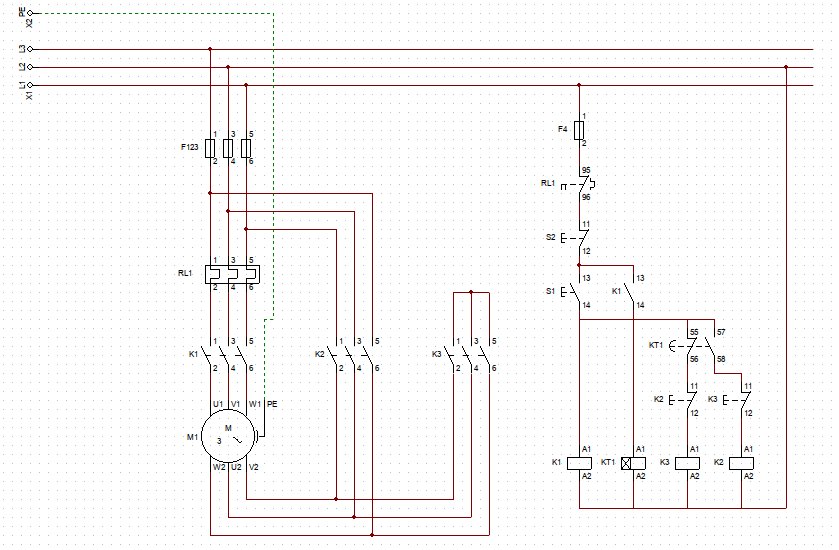 PE
X2
L3
L2
L1
X1
F123
1 3 5
2 4 6
RL1
1 3 5
2 4 6
K1
1 3 5
2 4 6
K2
1 3 5
2 4 6
K3
1 3 5
2 4 6
U1 V1 W1 PE
M1
M
3
W2 U2 V2
F4
1
2
RL1
95
96
S2
11
12
S1
13
14
K1
13
14
KT1
55
56
57
58
K2
11
12
K3
11
12
K1
A1
A2
KT1
A1
A2
K3
A1
A2
K2
A1
A2